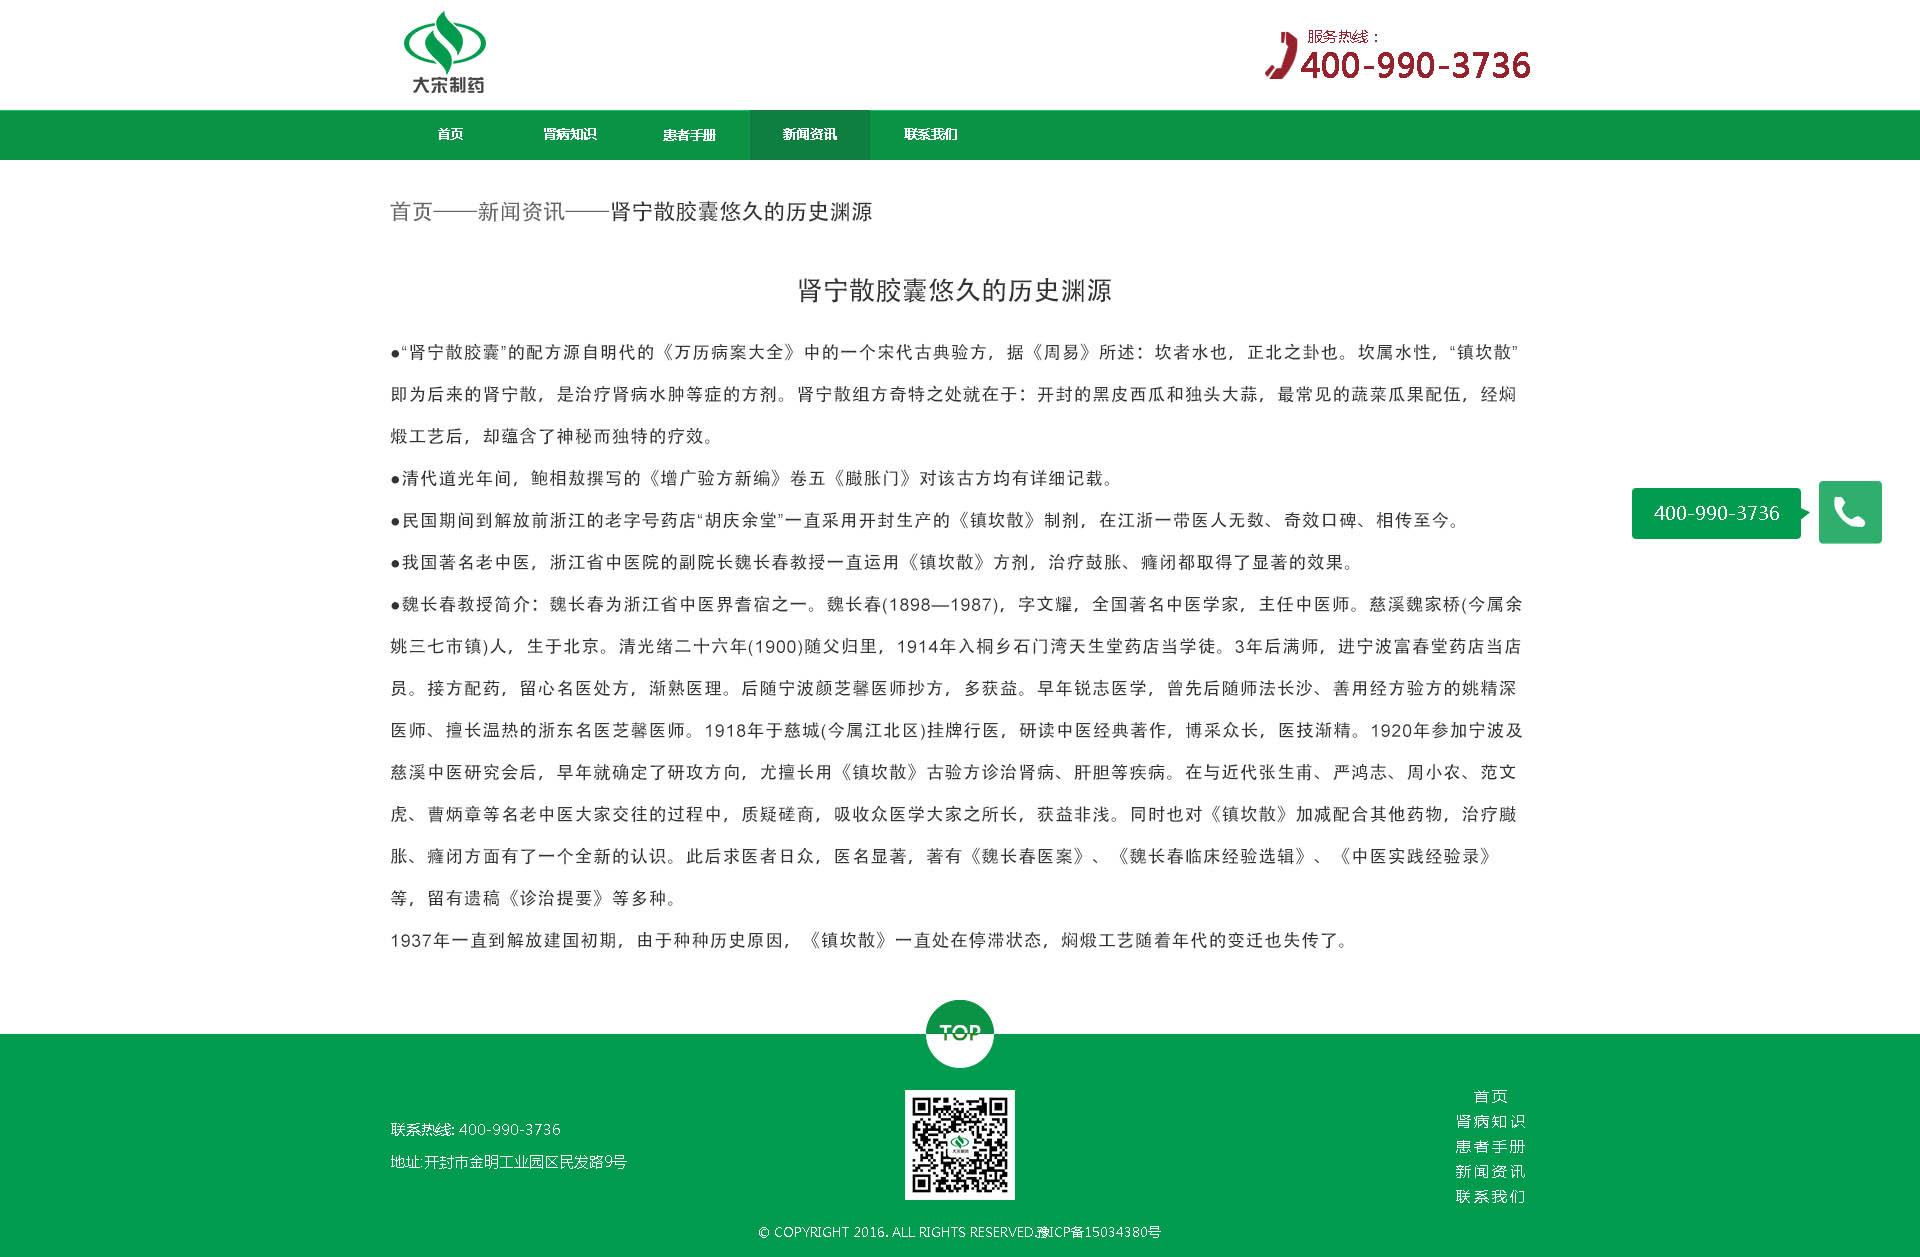 大宋制药
服务热线：
400-990-3736
首页 肾病知识 患者手册 新闻资讯 联系我们
首页——新闻资讯——肾宁散胶囊悠久的历史渊源
肾宁散胶囊悠久的历史渊源
●“肾宁散胶囊”的配方源自明代的《万历病案大全》中的一个宋代古典验方，据《周易》所述：坎者水也，正北之卦也。坎属水性，“镇坎散”
即为后来的肾宁散，是治疗肾病水肿等症的方剂。肾宁散组方奇特之处就在于：开封的黑皮西瓜和独头大蒜，最常见的蔬菜瓜果配伍，经焖
煅工艺后，却蕴含了神秘而独特的疗效。
●清代道光年间，鲍相敖撰写的《增广验方新编》卷五《臌胀门》对该古方均有详细记载。
●民国期间到解放前浙江的老字号药店“胡庆余堂”一直采用开封生产的《镇坎散》制剂，在江浙一带医人无数、奇效口碑、相传至今。
●我国著名老中医，浙江省中医院的副院长魏长春教授一直运用《镇坎散》方剂，治疗鼓胀、癃闭都取得了显著的效果。
●魏长春教授简介：魏长春为浙江省中医界耆宿之一。魏长春(1898—1987)，字文耀，全国著名中医学家，主任中医师。慈溪魏家桥(今属余
姚三七市镇)人，生于北京。清光绪二十六年(1900)随父归里，1914年入桐乡石门湾天生堂药店当学徒。3年后满师，进宁波富春堂药店当店
员。接方配药，留心名医处方，渐熟医理。后随宁波颜芝馨医师抄方，多获益。早年锐志医学，曾先后随师法长沙、善用经方验方的姚精深
医师、擅长温热的浙东名医芝馨医师。1918年于慈城(今属江北区)挂牌行医，研读中医经典著作，博采众长，医技渐精。1920年参加宁波及
慈溪中医研究会后，早年就确定了研攻方向，尤擅长用《镇坎散》古验方诊治肾病、肝胆等疾病。在与近代张生甫、严鸿志、周小农、范文
虎、曹炳章等名老中医大家交往的过程中，质疑磋商，吸收众医学大家之所长，获益非浅。同时也对《镇坎散》加减配合其他药物，治疗臌
胀、癃闭方面有了一个全新的认识。此后求医者日众，医名显著，著有《魏长春医案》、《魏长春临床经验选辑》、《中医实践经验录》
等，留有遗稿《诊治提要》等多种。
1937年一直到解放建国初期，由于种种历史原因，《镇坎散》一直处在停滞状态，焖煅工艺随着年代的变迁也失传了。
400-990-3736
TOP
联系热线: 400-990-3736
地址:开封市金明工业园区民发路9号
大宋制药
首页
肾病知识
患者手册
新闻资讯
联系我们
© COPYRIGHT 2016. ALL RIGHTS RESERVED.豫ICP备15034380号